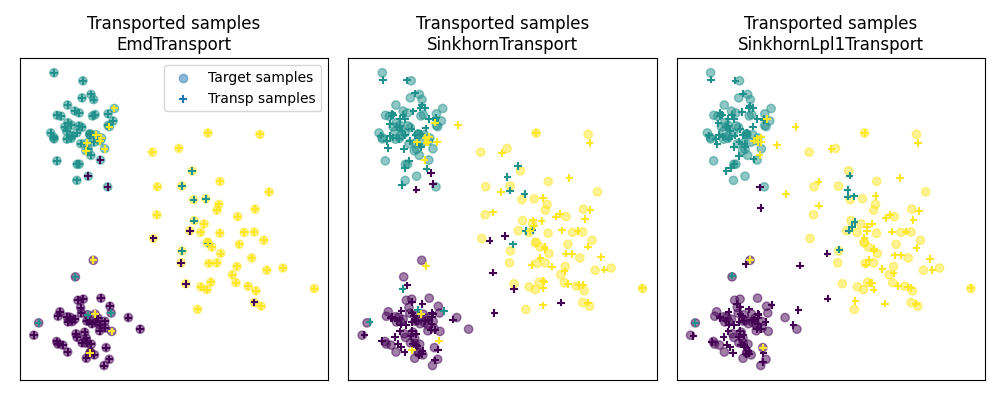 Transported samples
EmdTransport
Target samples
Transp samples
Transported samples
SinkhornTransport
Transported samples
SinkhornLpl1Transport